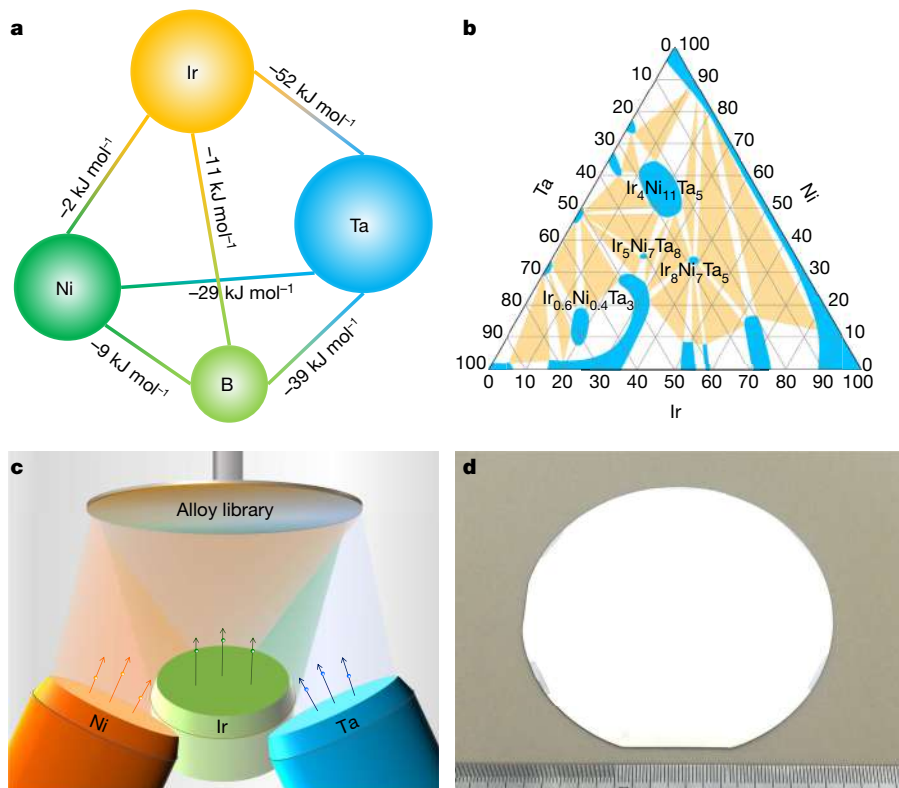 a
Ir
–52 kJ mol⁻¹
–2 kJ mol⁻¹
–11 kJ mol⁻¹
Ta
Ni
–29 kJ mol⁻¹
–9 kJ mol⁻¹
B
–39 kJ mol⁻¹
b
0 100
10 90
20 80
30 70
40 60
Ta Ni
Ir₄Ni₁₁Ta₅
50 50
60 40
Ir₅Ni₇Ta₈
Ir₈Ni₇Ta₅
70 30
Ir₀.₆Ni₀.₄Ta₃
80 20
90 10
100 0
0 10 20 30 40 50 60 70 80 90 100
Ir
c
Alloy library
Ni
Ir
Ta
d